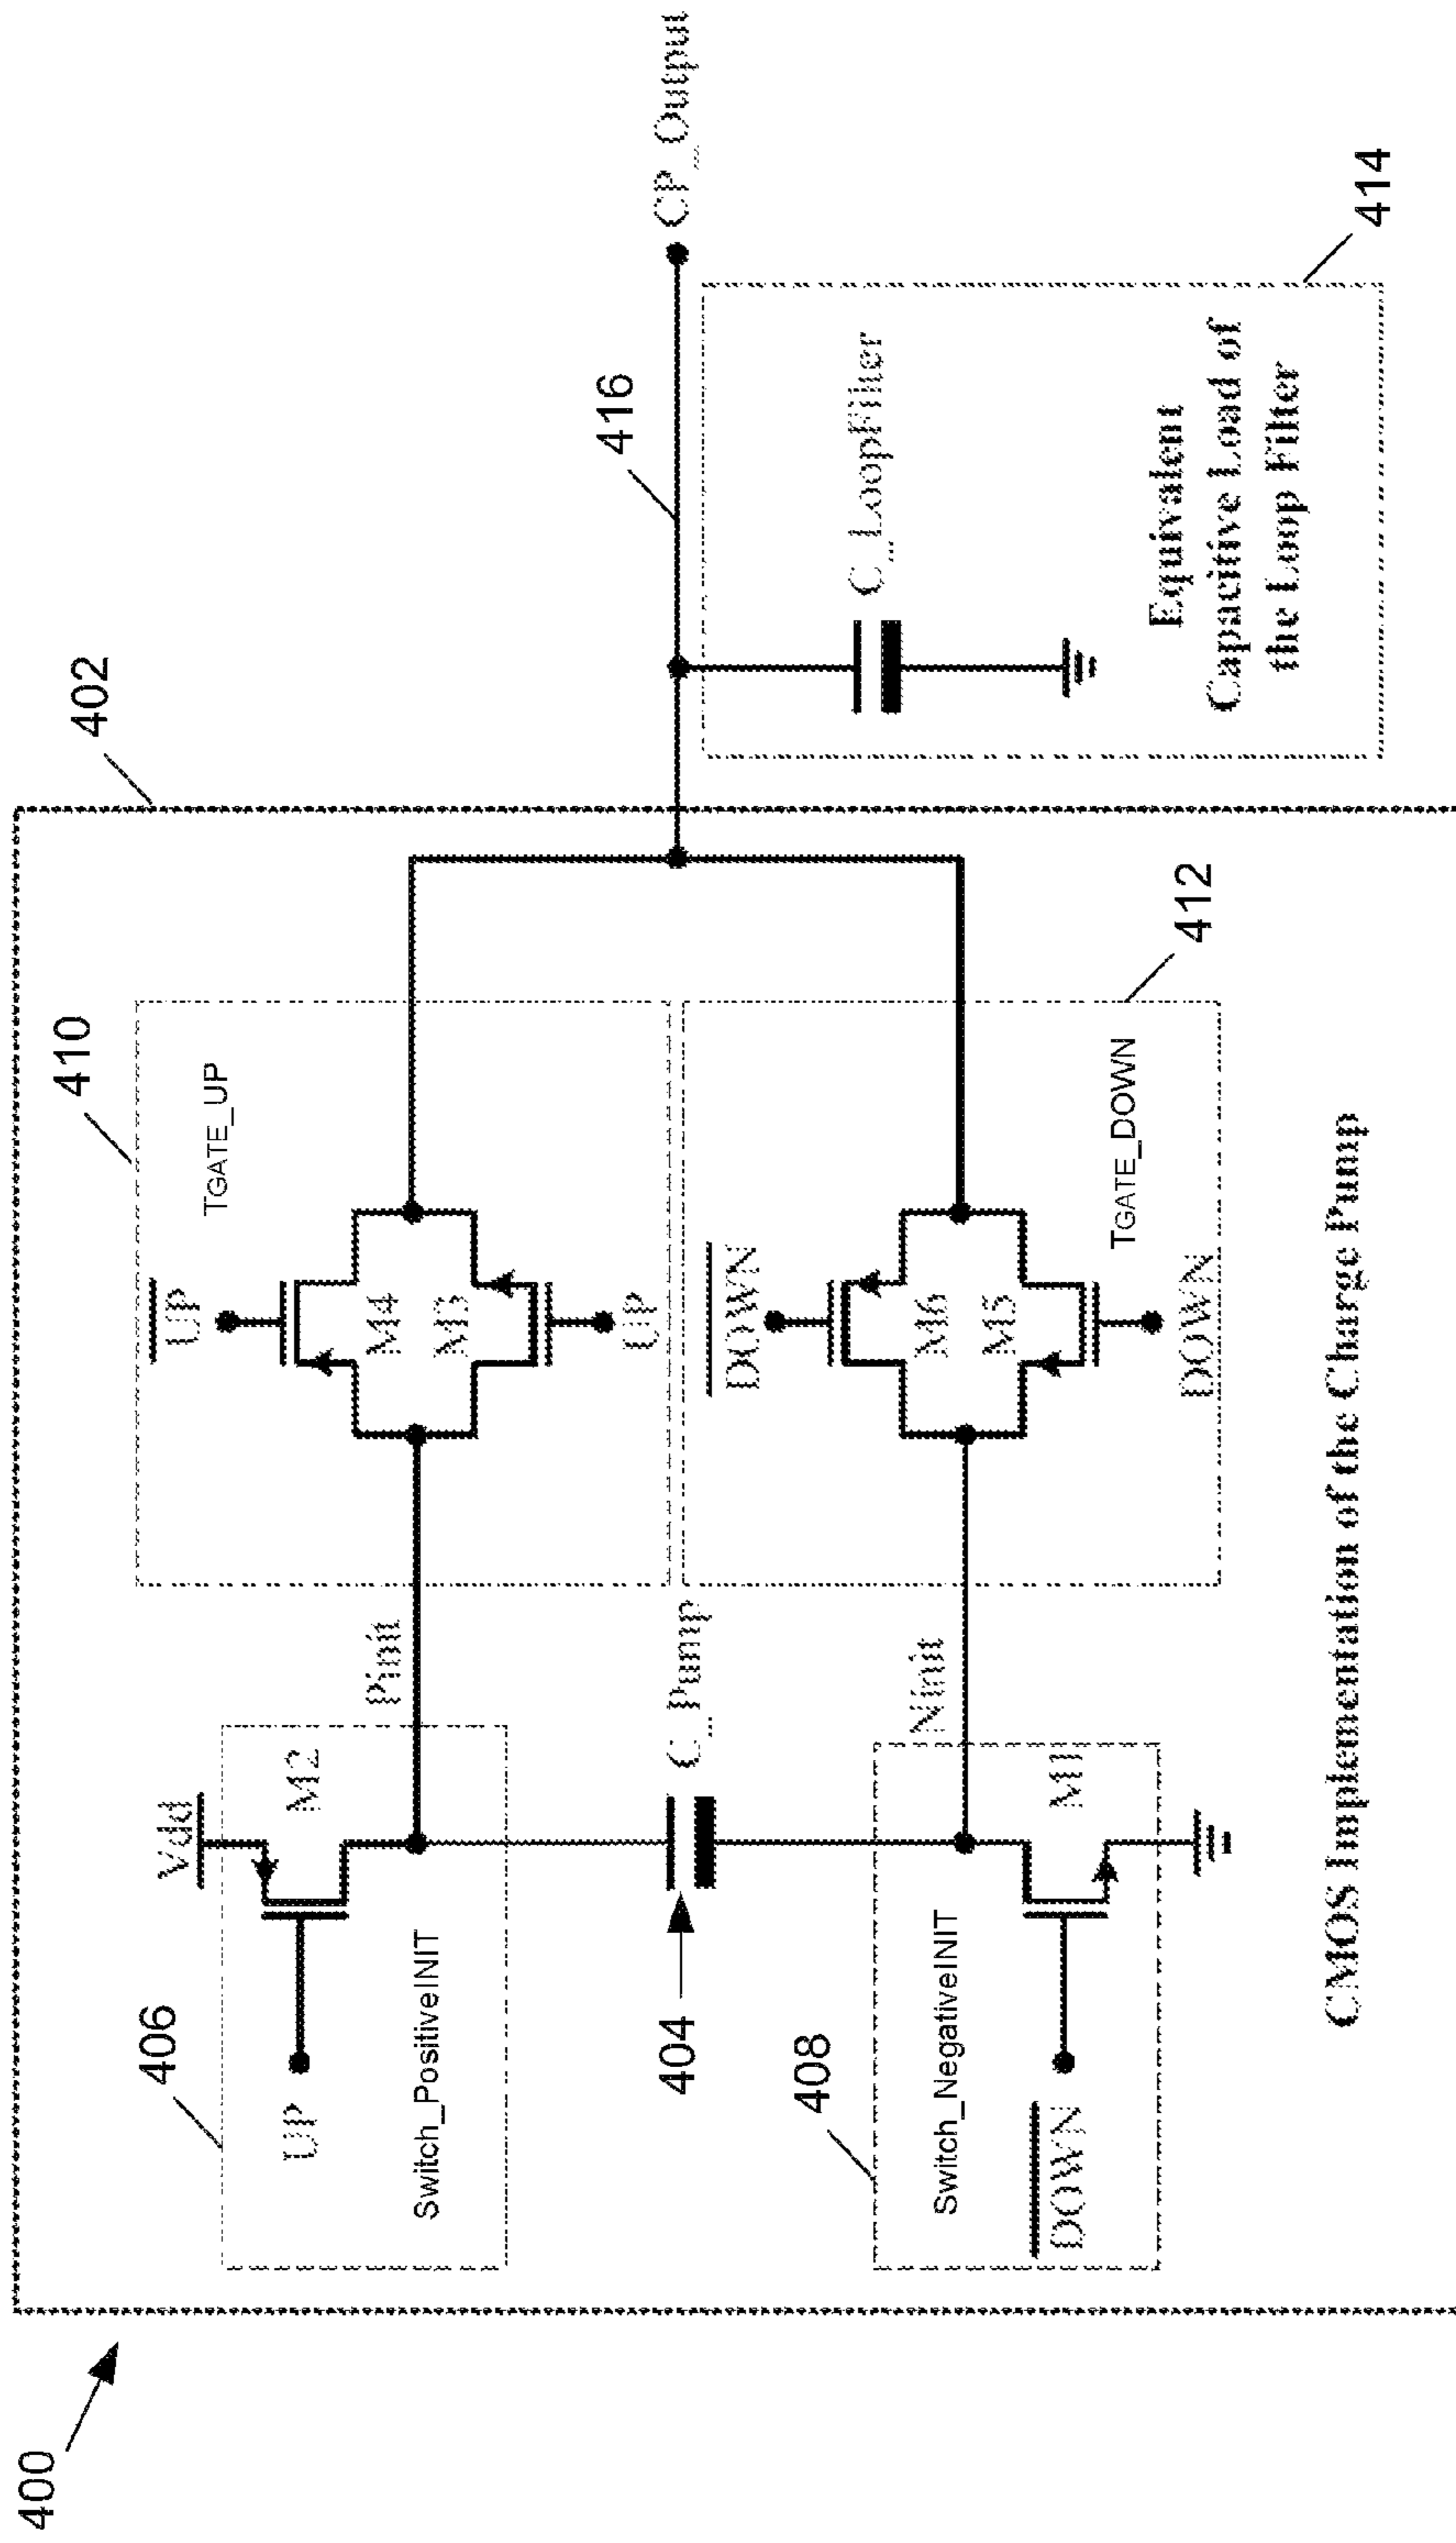 400
402
406
UP
Vdd
M2
Switch_PositiveINIT
Pinit
410
UP
TGATE_UP
M4
M3
UP
404
C_Pump
408
Switch_NegativeINIT
DOWN
M1
Ninit
DOWN
M6
M5
TGATE_DOWN
DOWN
412
416
CP_Output
C_LoopFilter
Equivalent
Capacitive Load of
the Loop Filter
414
CMOS Implementation of the Charge Pump